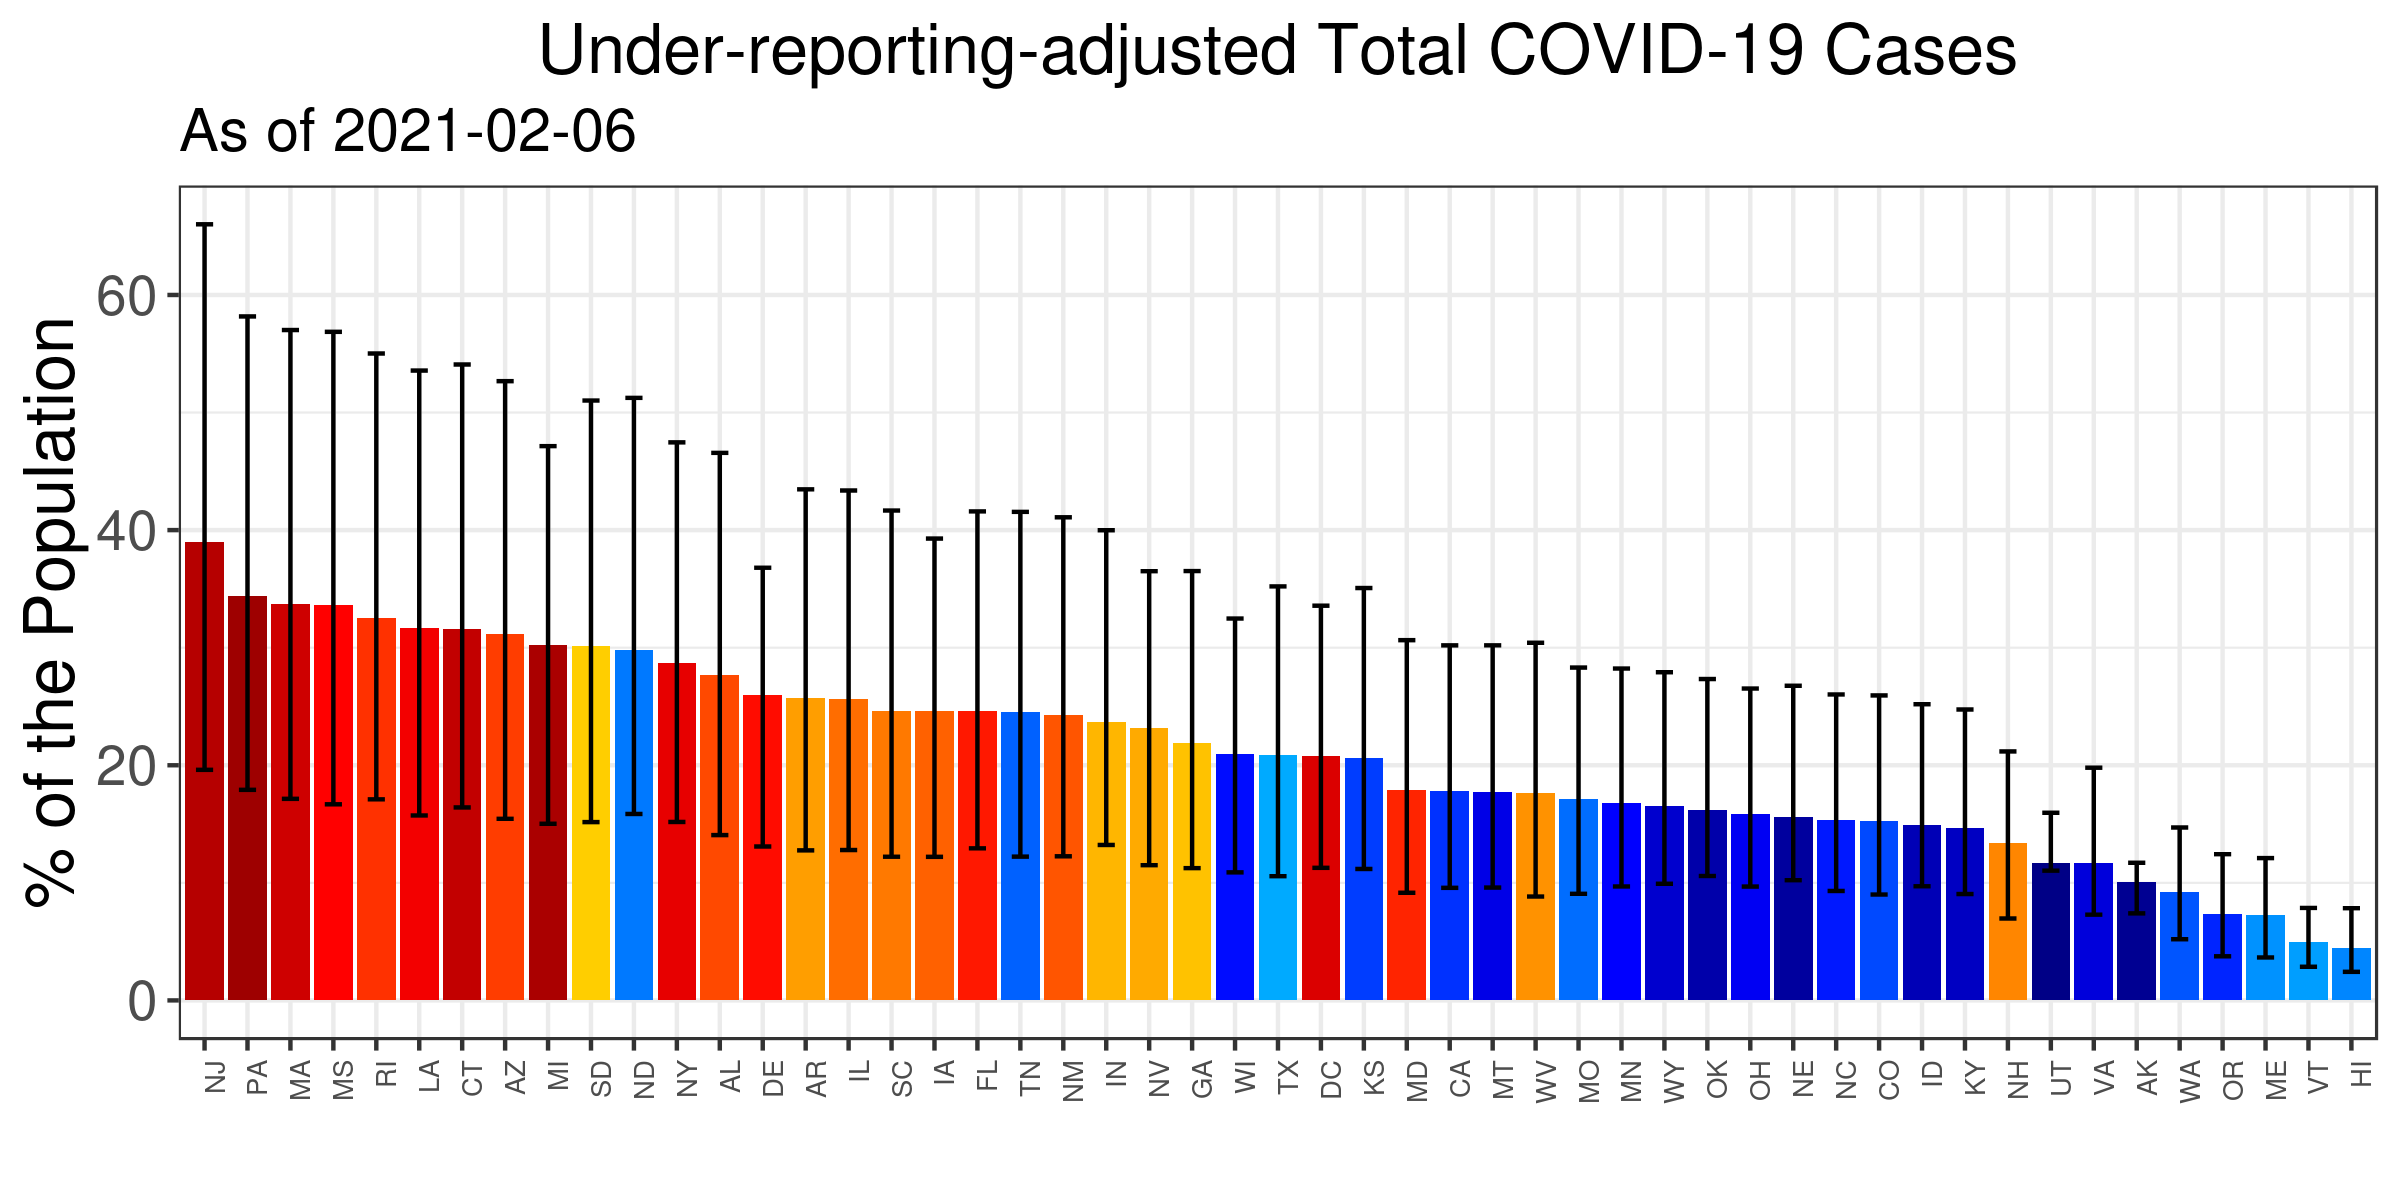 Under-reporting-adjusted Total COVID-19 Cases
As of 2021-02-06
% of the Population
60
40
20
0
NJ PA MA MS RI LA CT AZ MI SD ND NY AL DE AR IL SC IA FL TN NM IN NV GA WI TX DC KS MD CA MT WV MO MN WY OK OH NE NC CO ID KY NH UT VA AK WA OR ME VT HI